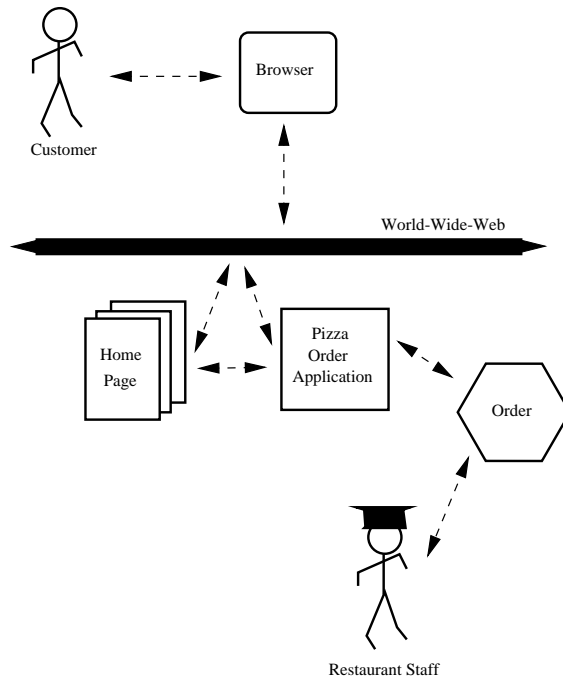 Browser
Customer
World-Wide-Web
Home
Page
Pizza
Order
Application
Order
Restaurant Staff